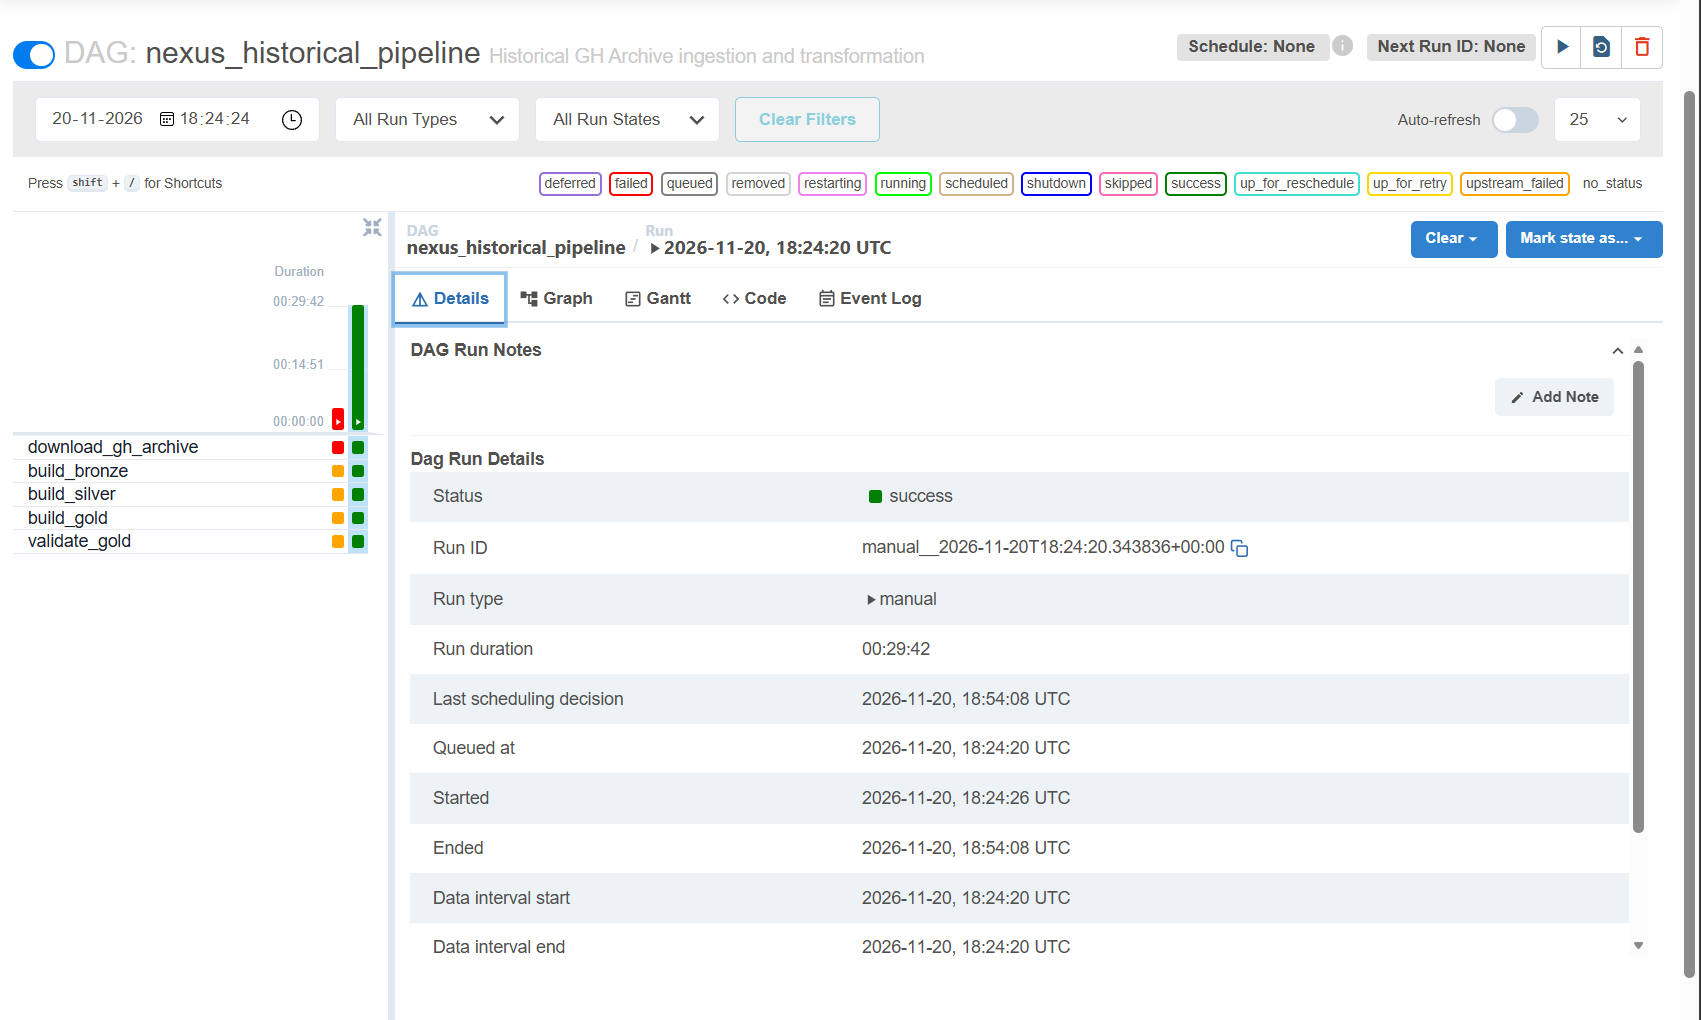 DAG: nexus_historical_pipeline Historical GH Archive ingestion and transformation
Schedule: None
Next Run ID: None
20-11-2026 18:24:24
All Run Types
All Run States
Clear Filters
Auto-refresh
25
Press shift + / for Shortcuts
deferred failed queued removed restarting running scheduled shutdown skipped success up_for_reschedule up_for_retry upstream_failed no_status
Duration
00:29:42
00:14:51
00:00:00
download_gh_archive
build_bronze
build_silver
build_gold
validate_gold
DAG
nexus_historical_pipeline /
Run
2026-11-20, 18:24:20 UTC
Clear
Mark state as...
Details Graph Gantt Code Event Log
DAG Run Notes
Add Note
Dag Run Details
Status success
Run ID manual__2026-11-20T18:24:20.343836+00:00
Run type manual
Run duration 00:29:42
Last scheduling decision 2026-11-20, 18:54:08 UTC
Queued at 2026-11-20, 18:24:20 UTC
Started 2026-11-20, 18:24:26 UTC
Ended 2026-11-20, 18:54:08 UTC
Data interval start 2026-11-20, 18:24:20 UTC
Data interval end 2026-11-20, 18:24:20 UTC